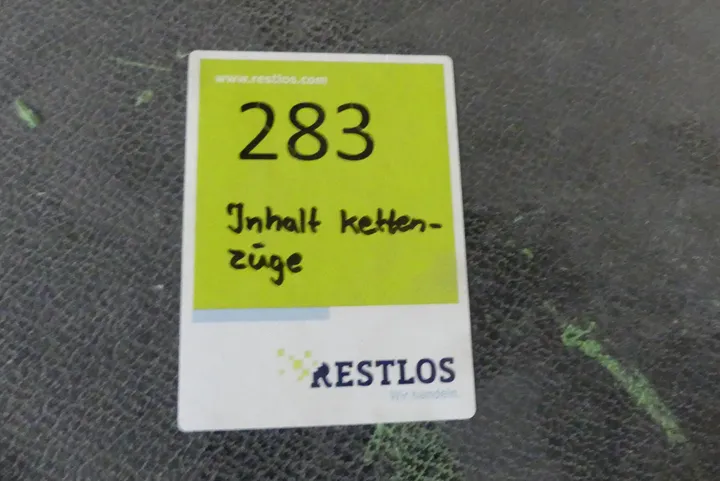 www.restlos.com
283
Inhalt ketten-
züge
RESTLOS
Wir handeln.